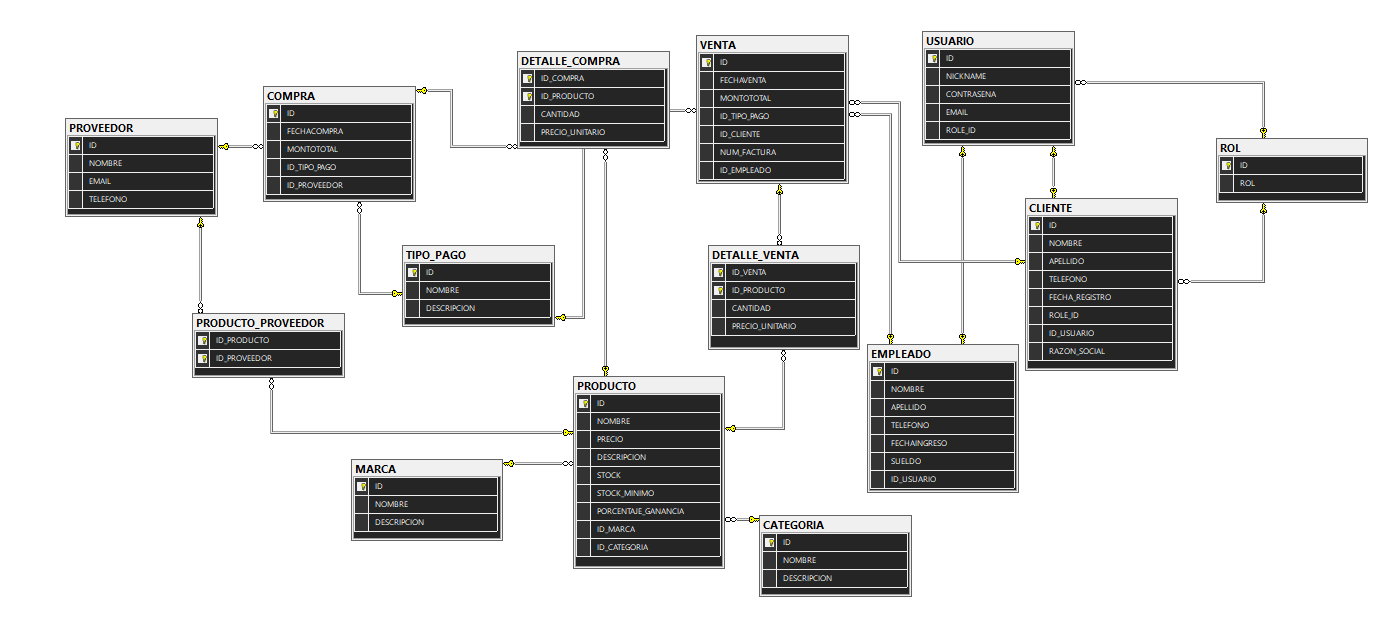 PROVEEDOR
ID
NOMBRE
EMAIL
TELEFONO
COMPRA
ID
FECHACOMPRA
MONTOTOTAL
ID_TIPO_PAGO
ID_PROVEEDOR
DETALLE_COMPRA
ID_COMPRA
ID_PRODUCTO
CANTIDAD
PRECIO_UNITARIO
VENTA
ID
FECHAVENTA
MONTOTOTAL
ID_TIPO_PAGO
ID_CLIENTE
NUM_FACTURA
ID_EMPLEADO
USUARIO
ID
NICKNAME
CONTRASENA
EMAIL
ROLE_ID
ROL
ID
ROL
CLIENTE
ID
NOMBRE
APELLIDO
TELEFONO
FECHA_REGISTRO
ROLE_ID
ID_USUARIO
RAZON_SOCIAL
TIPO_PAGO
ID
NOMBRE
DESCRIPCION
DETALLE_VENTA
ID_VENTA
ID_PRODUCTO
CANTIDAD
PRECIO_UNITARIO
PRODUCTO_PROVEEDOR
ID_PRODUCTO
ID_PROVEEDOR
EMPLEADO
ID
NOMBRE
APELLIDO
TELEFONO
FECHAINGRESO
SUELDO
ID_USUARIO
PRODUCTO
ID
NOMBRE
PRECIO
DESCRIPCION
STOCK
STOCK_MINIMO
PORCENTAJE_GANANCIA
ID_MARCA
ID_CATEGORIA
MARCA
ID
NOMBRE
DESCRIPCION
CATEGORIA
ID
NOMBRE
DESCRIPCION